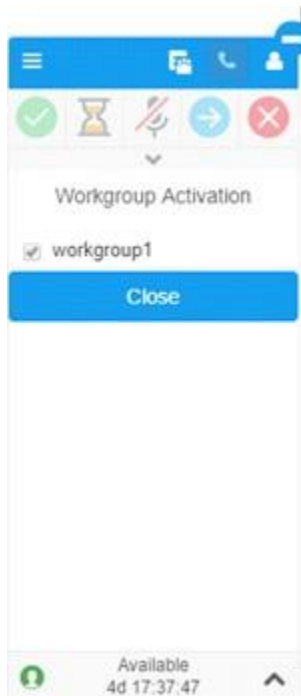 Workgroup Activation
workgroup1
Close
Available
4d 17:37:47